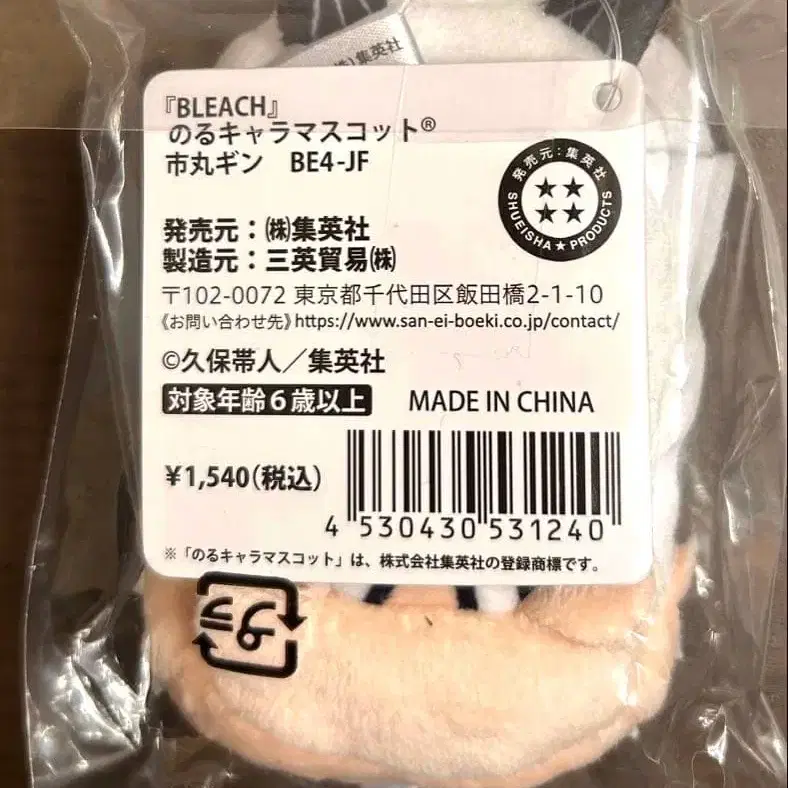 ㈱集英社
『BLEACH』
のるキャラマスコット®
市丸ギン BE4-JF
発売元:集英社
SHUEISHA★PRODUCTS
発売元:㈱集英社
製造元:三英貿易㈱
〒102-0072 東京都千代田区飯田橋2-1-10
《お問い合わせ先》https://www.san-ei-boeki.co.jp/contact/
©久保帯人/集英社
対象年齢6歳以上 MADE IN CHINA
¥1,540(税込)
4 530430 531240
※「のるキャラマスコット」は、株式会社集英社の登録商標です。
プラ